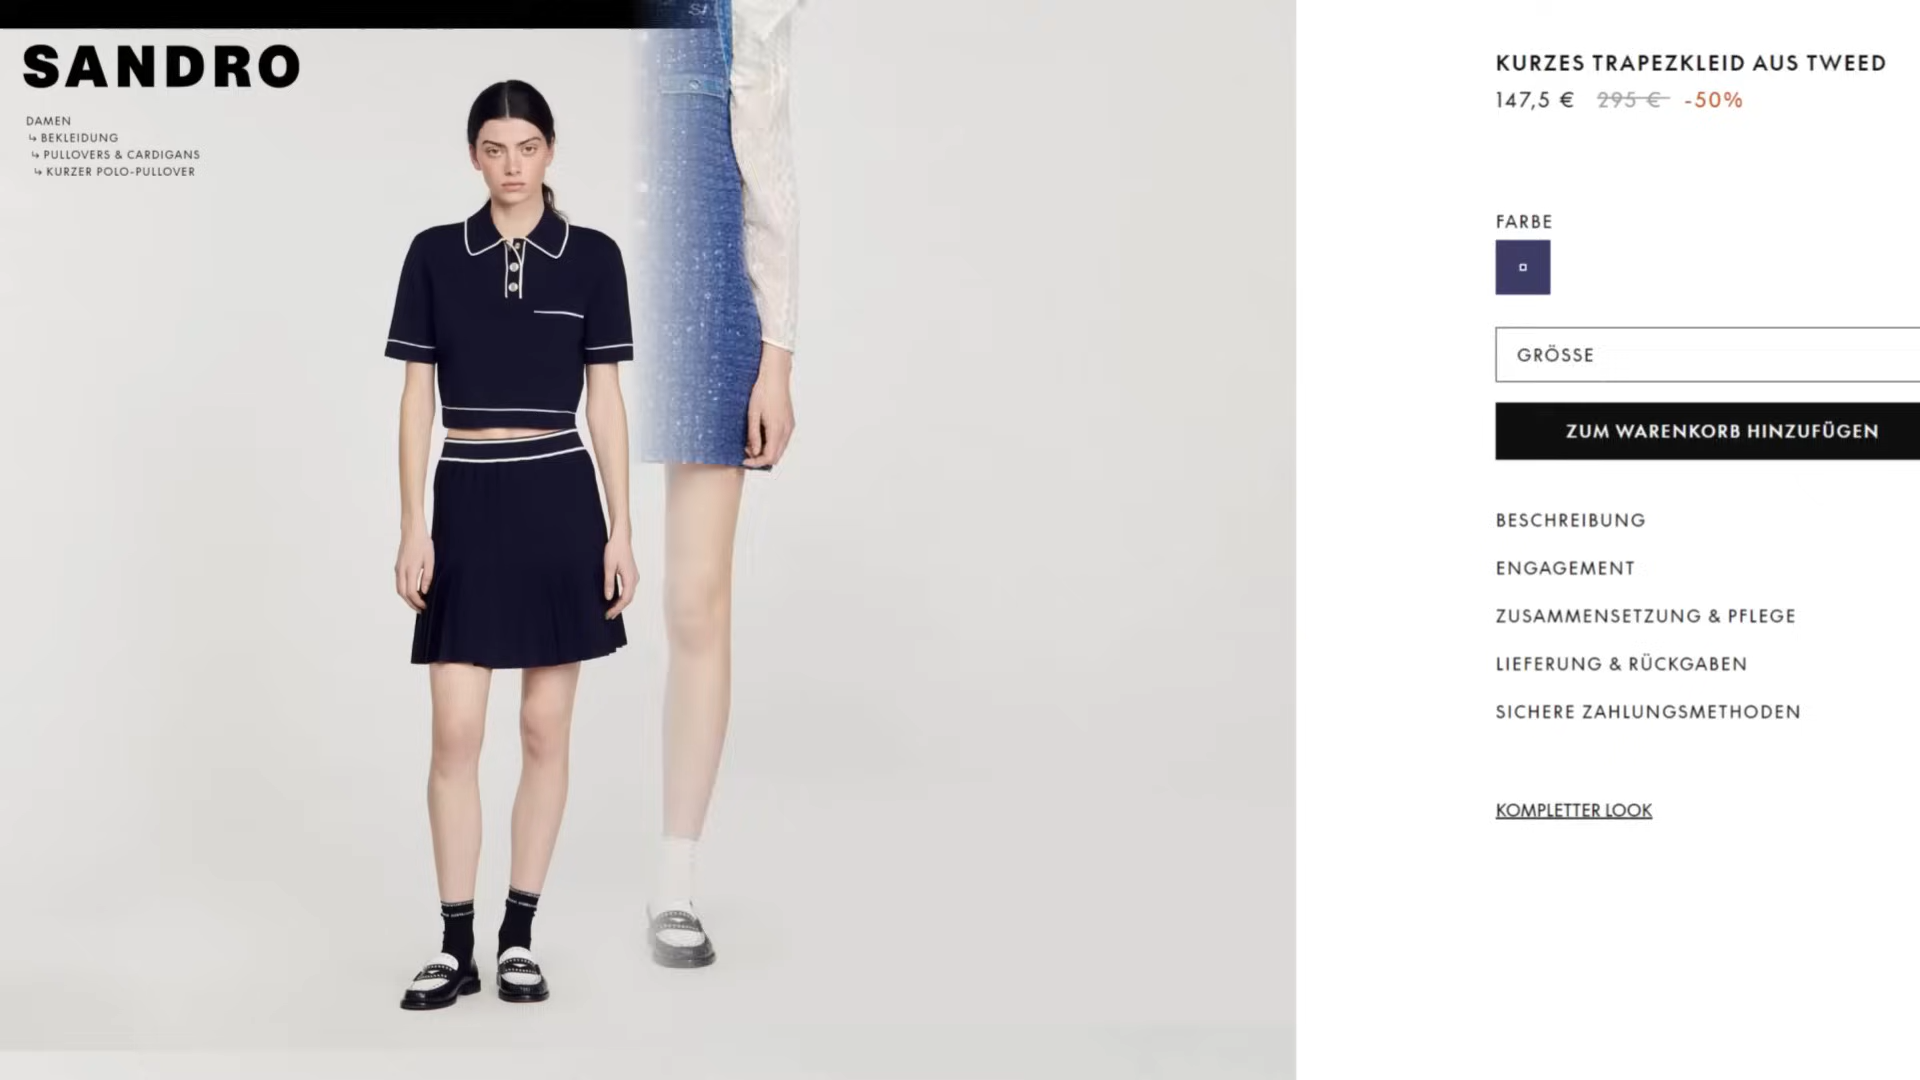 SANDRO
DAMEN
↳ BEKLEIDUNG
↳ PULLOVERS & CARDIGANS
↳ KURZER POLO-PULLOVER
KURZES TRAPEZKLEID AUS TWEED
147,5 € 295 € -50%
FARBE
GRÖSSE
ZUM WARENKORB HINZUFÜGEN
BESCHREIBUNG
ENGAGEMENT
ZUSAMMENSETZUNG & PFLEGE
LIEFERUNG & RÜCKGABEN
SICHERE ZAHLUNGSMETHODEN
KOMPLETTER LOOK